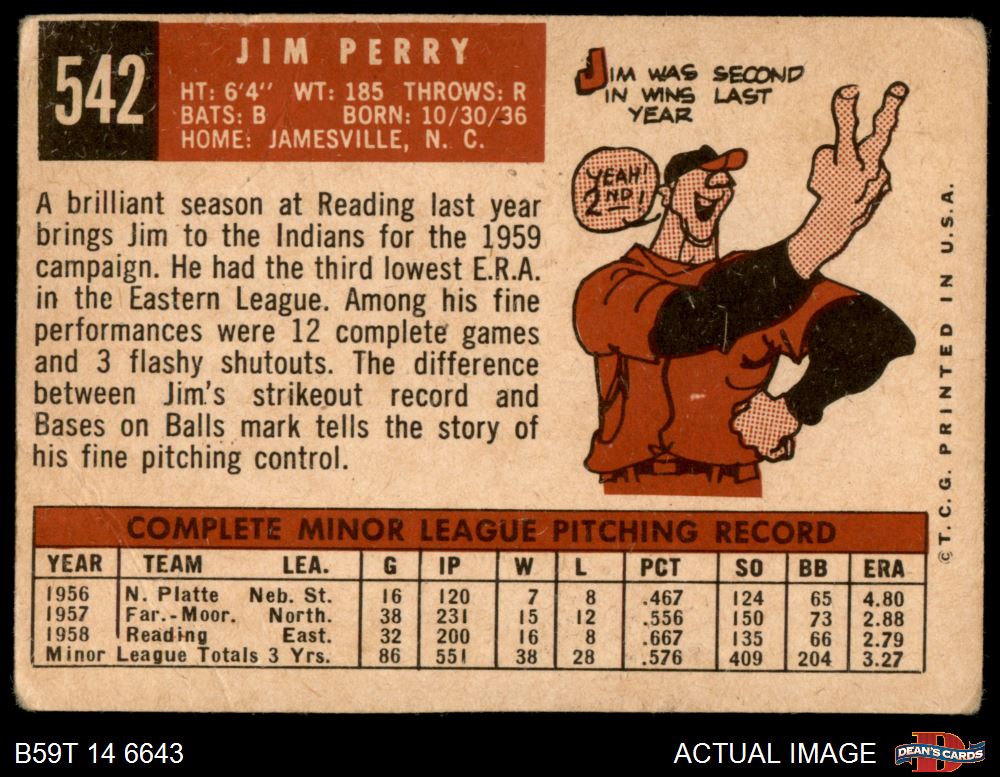 542
JIM PERRY
HT: 6'4" WT: 185 THROWS: R
BATS: B BORN: 10/30/36
HOME: JAMESVILLE, N. C.
JIM WAS SECOND
IN WINS LAST
YEAR
YEAH!
2ND!
A brilliant season at Reading last year
brings Jim to the Indians for the 1959
campaign. He had the third lowest E.R.A.
in the Eastern League. Among his fine
performances were 12 complete games
and 3 flashy shutouts. The difference
between Jim's strikeout record and
Bases on Balls mark tells the story of
his fine pitching control.
© T. C. G. PRINTED IN U.S.A.
COMPLETE MINOR LEAGUE PITCHING RECORD
YEAR TEAM LEA. G IP W L PCT SO BB ERA
1956 N. Platte Neb. St. 16 120 7 8 .467 124 65 4.80
1957 Far.-Moor. North. 38 231 15 12 .556 150 73 2.88
1958 Reading East. 32 200 16 8 .667 135 66 2.79
Minor League Totals 3 Yrs. 86 551 38 28 .576 409 204 3.27
B59T 14 6643
ACTUAL IMAGE
D
DEAN'S CARDS